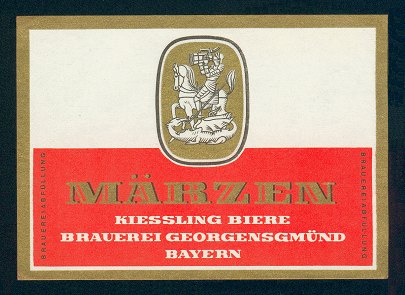 MÄRZEN
KIESSLING BIERE
BRAUEREI GEORGENSGMÜND
BAYERN
BRAUEREIABFÜLLUNG
BRAUEREIABFÜLLUNG